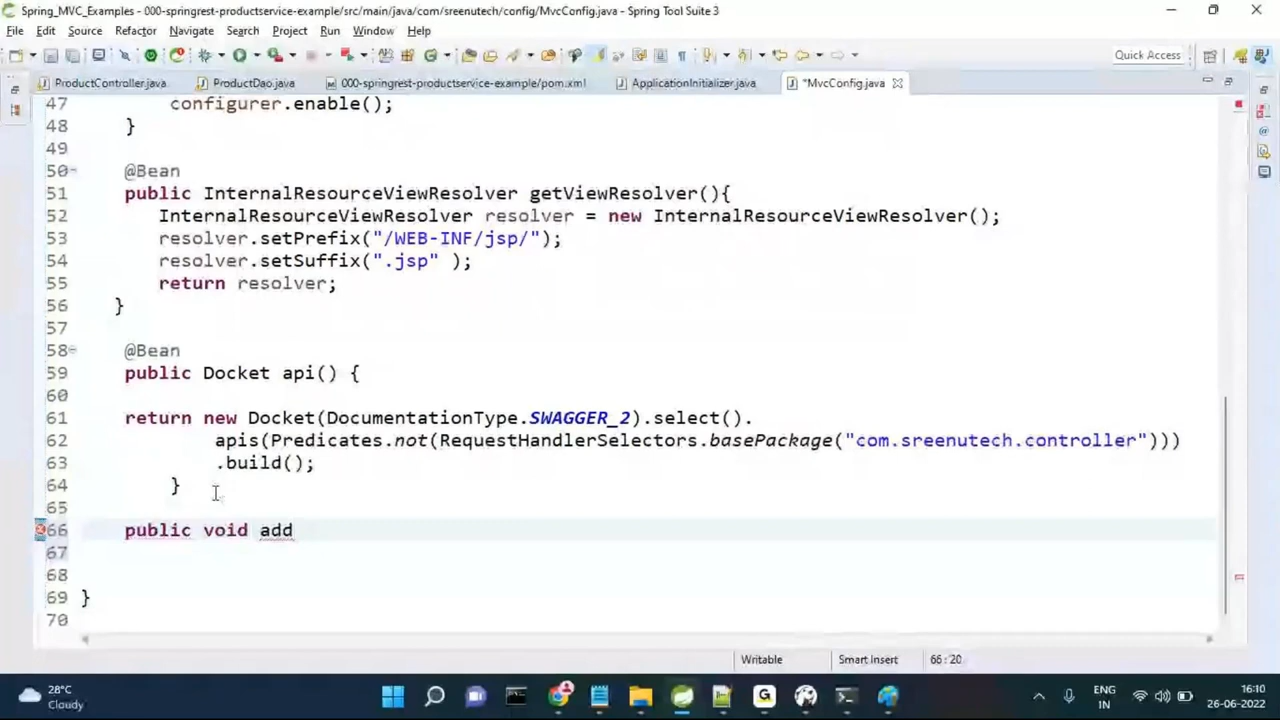 Spring_MVC_Examples - 000-springrest-productservice-example/src/main/java/com/sreenutech/config/MvcConfig.java - Spring Tool Suite 3
File Edit Source Refactor Navigate Search Project Run Window Help
Quick Access
ProductController.java ProductDao.java 000-springrest-productservice-example/pom.xml ApplicationInitializer.java *MvcConfig.java
47 configurer.enable();
48 }
49
50 @Bean
51 public InternalResourceViewResolver getViewResolver(){
52 InternalResourceViewResolver resolver = new InternalResourceViewResolver();
53 resolver.setPrefix("/WEB-INF/jsp/");
54 resolver.setSuffix(".jsp" );
55 return resolver;
56 }
57
58 @Bean
59 public Docket api() {
60
61 return new Docket(DocumentationType.SWAGGER_2).select().
62 apis(Predicates.not(RequestHandlerSelectors.basePackage("com.sreenutech.controller")))
63 .build();
64 }
65
66 public void add
67
68
69 }
70
Writable Smart Insert 66 : 20
28°C
Cloudy
ENG
IN
16:10
26-06-2022